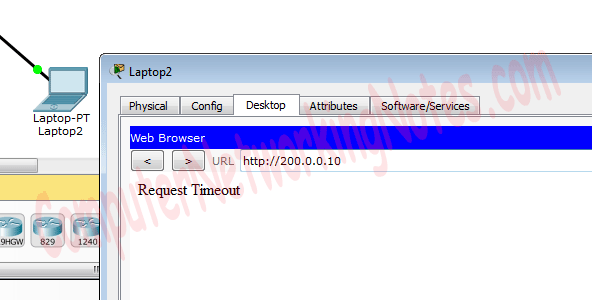 Laptop2
Physical Config Desktop Attributes Software/Services
Laptop-PT
Laptop2
Web Browser
< > URL http://200.0.0.10
Request Timeout
9HGW 829 1240
ComputerNetworkingNotes.com